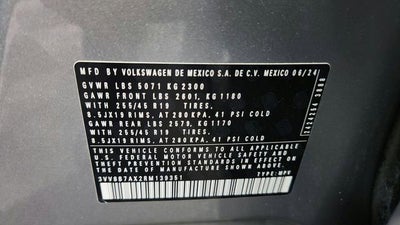 MFD BY VOLKSWAGEN DE MEXICO S.A. DE C.V. MEXICO 06/24
GVWR LBS 5071 KG 2300
GAWR FRONT LBS 2601, KG 1180
WITH 255/45 R19 TIRES.
8.5JX19 RIMS, AT 280 KPA, 41 PSI COLD
GAWR REAR LBS 2579, KG 1170
WITH 255/45 R19 TIRES.
8.5JX19 RIMS, AT 280 KPA, 41 PSI COLD
THIS VEHICLE CONFORMS TO ALL APPLICABLE
U.S. FEDERAL MOTOR VEHICLE SAFETY, BUMPER AND
THEFT PREVENTION STANDARDS IN EFFECT ON
THE DATE OF MANUFACTURE SHOWN ABOVE.
3VV8B7AX2RM139351 TYPE: MPV